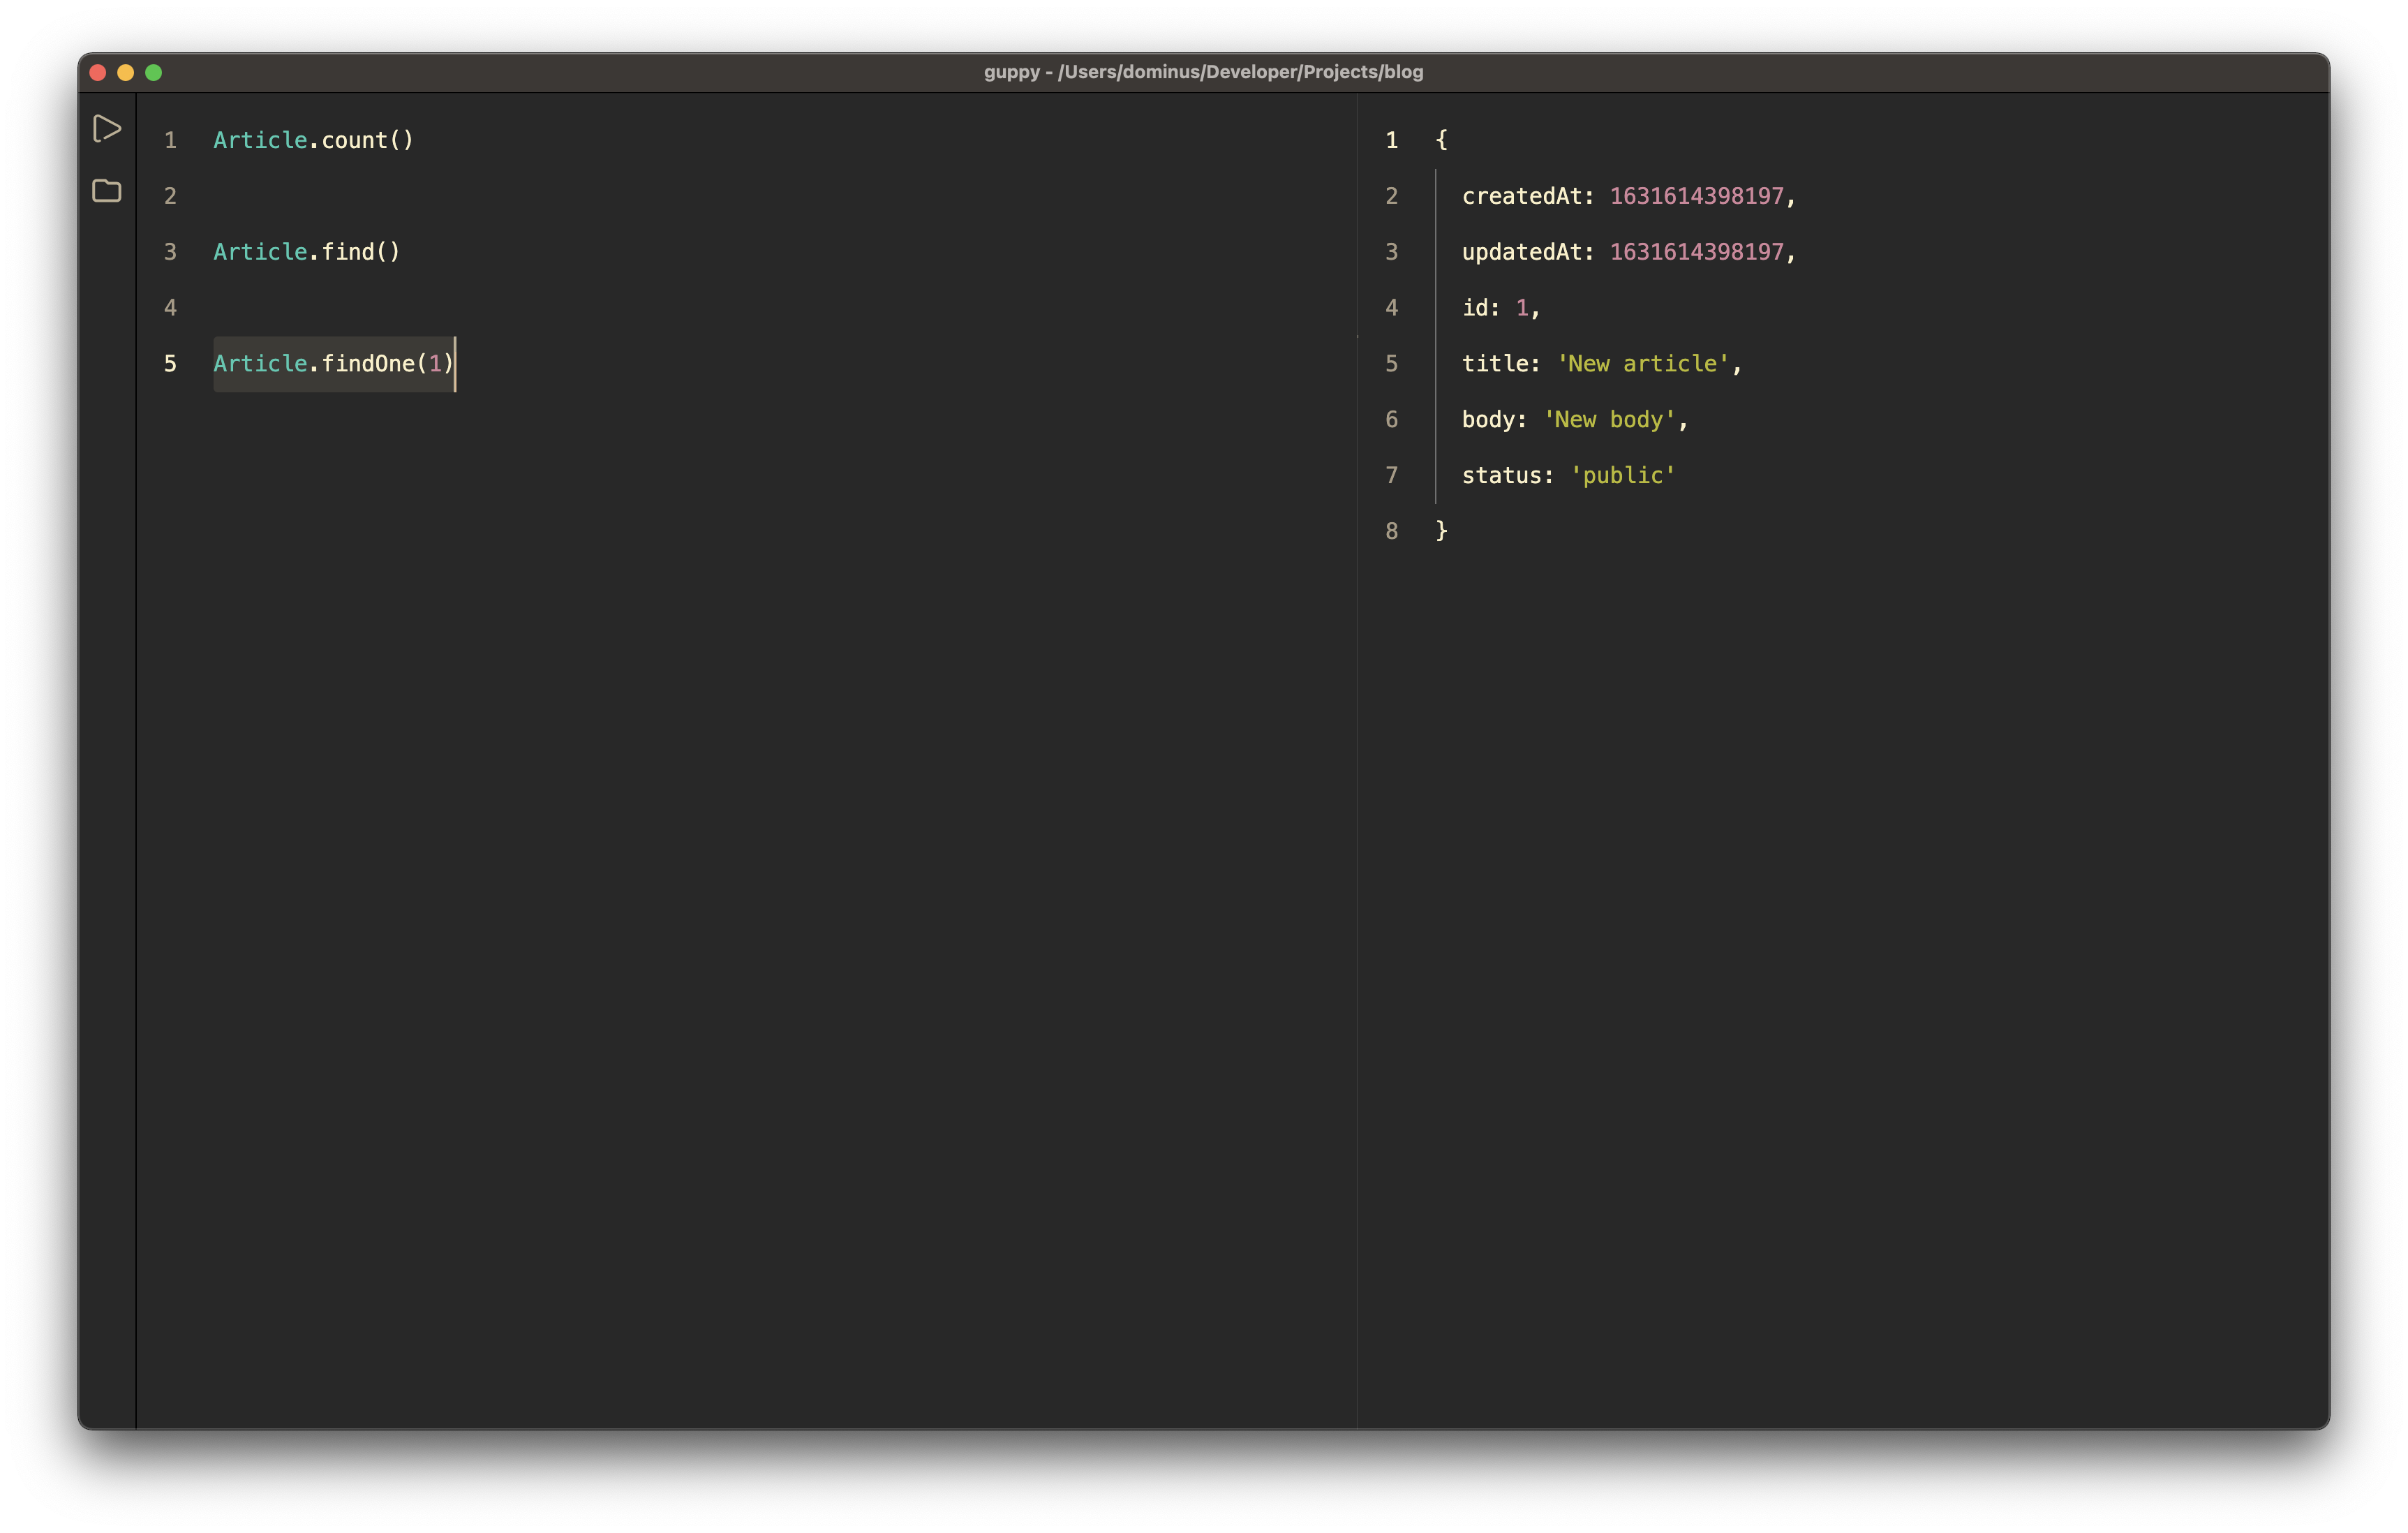 guppy - /Users/dominus/Developer/Projects/blog
1 Article.count()
2
3 Article.find()
4
5 Article.findOne(1)
1 {
2 createdAt: 1631614398197,
3 updatedAt: 1631614398197,
4 id: 1,
5 title: 'New article',
6 body: 'New body',
7 status: 'public'
8 }